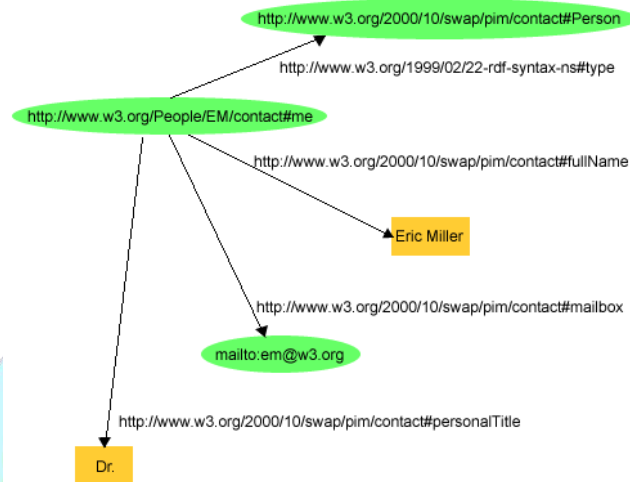 http://www.w3.org/2000/10/swap/pim/contact#Person
http://www.w3.org/1999/02/22-rdf-syntax-ns#type
http://www.w3.org/People/EM/contact#me
http://www.w3.org/2000/10/swap/pim/contact#fullName
Eric Miller
http://www.w3.org/2000/10/swap/pim/contact#mailbox
mailto:em@w3.org
http://www.w3.org/2000/10/swap/pim/contact#personalTitle
Dr.